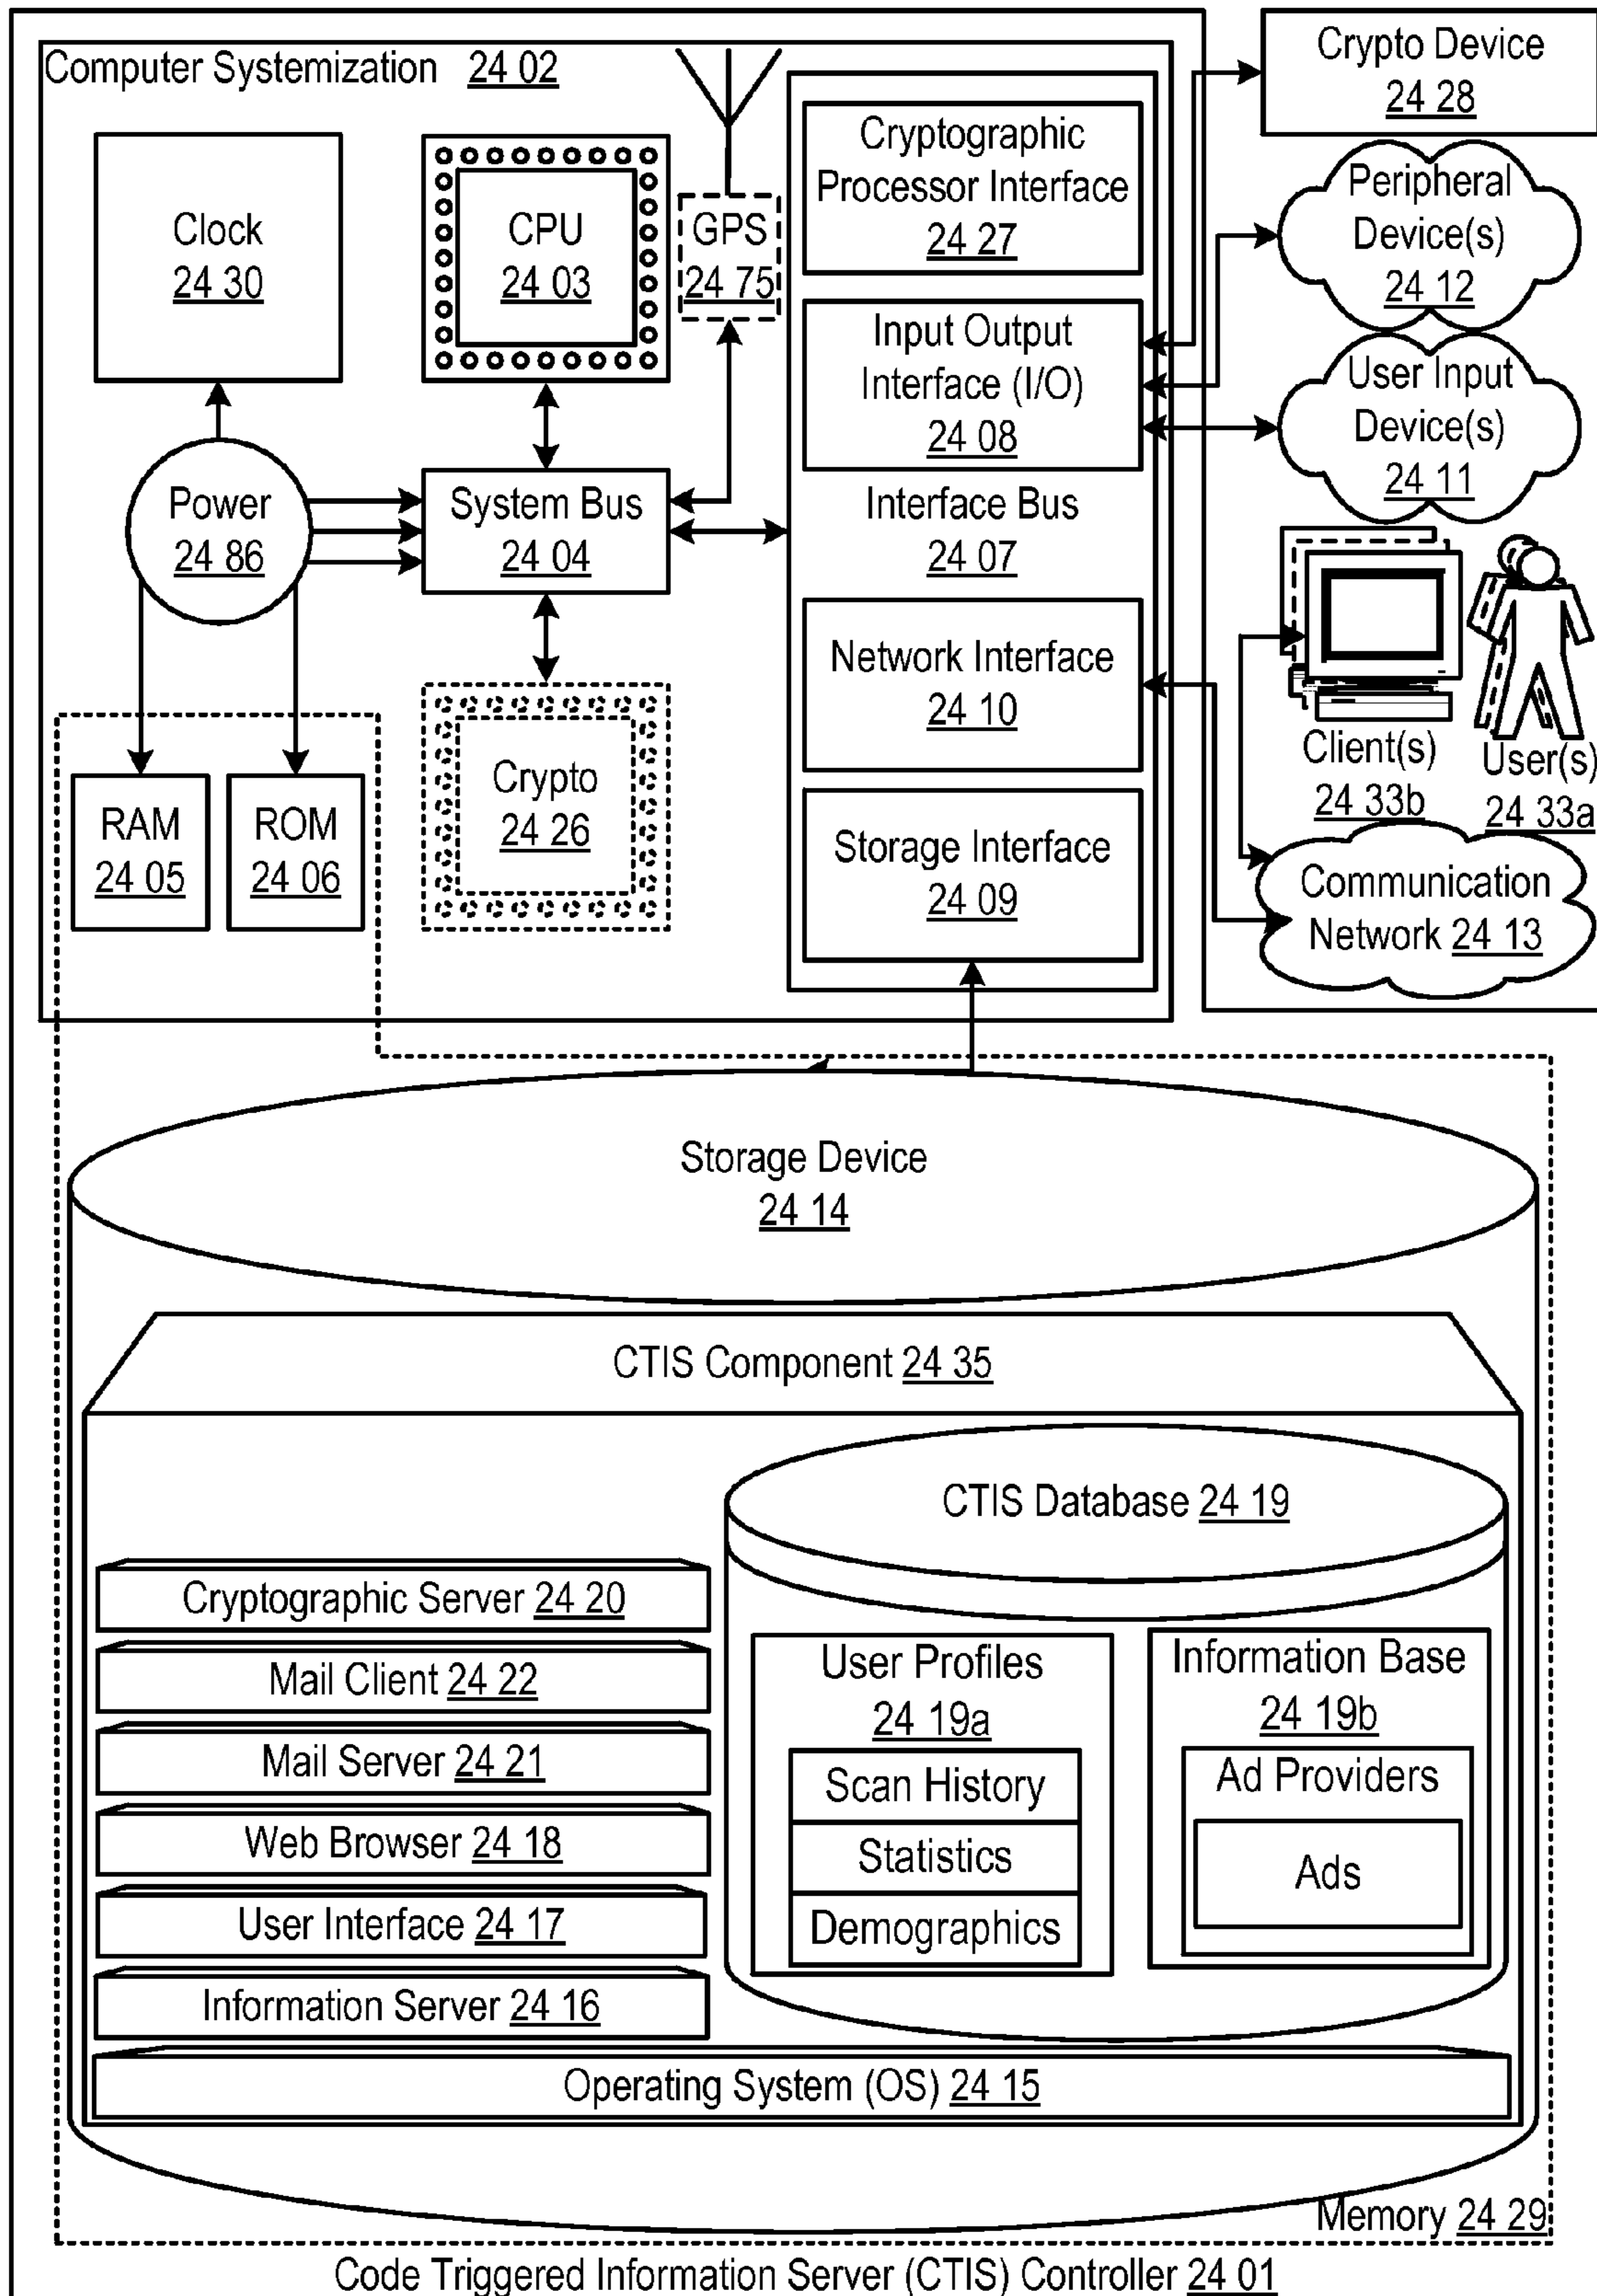 Computer Systemization 24 02
Clock
24 30
CPU
24 03
GPS
24 75
Cryptographic
Processor Interface
24 27
Crypto Device
24 28
Peripheral
Device(s)
24 12
Input Output
Interface (I/O)
24 08
User Input
Device(s)
24 11
Power
24 86
System Bus
24 04
Interface Bus
24 07
Network Interface
24 10
Client(s)
24 33b
User(s)
24 33a
RAM
24 05
ROM
24 06
Crypto
24 26
Storage Interface
24 09
Communication
Network 24 13
Storage Device
24 14
CTIS Component 24 35
CTIS Database 24 19
Cryptographic Server 24 20
Mail Client 24 22
Mail Server 24 21
Web Browser 24 18
User Interface 24 17
Information Server 24 16
User Profiles
24 19a
Scan History
Statistics
Demographics
Information Base
24 19b
Ad Providers
Ads
Operating System (OS) 24 15
Memory 24 29
Code Triggered Information Server (CTIS) Controller 24 01